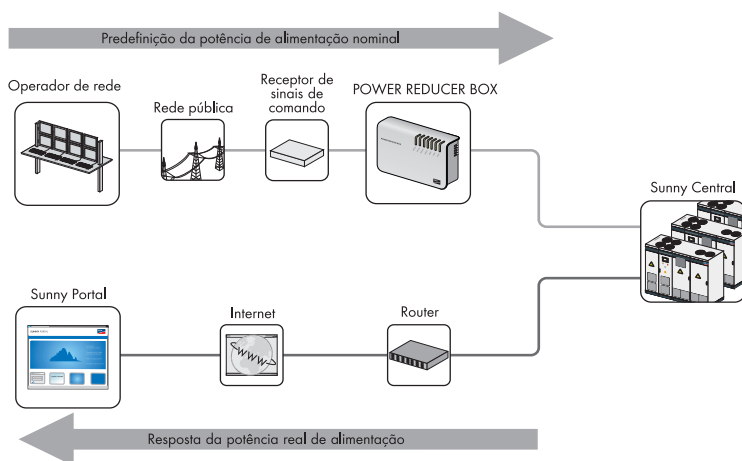 Predefinição da potência de alimentação nominal
Operador de rede
Rede pública
Receptor de
sinais de
comando
POWER REDUCER BOX
Sunny Central
Sunny Portal
Internet
Router
Resposta da potência real de alimentação